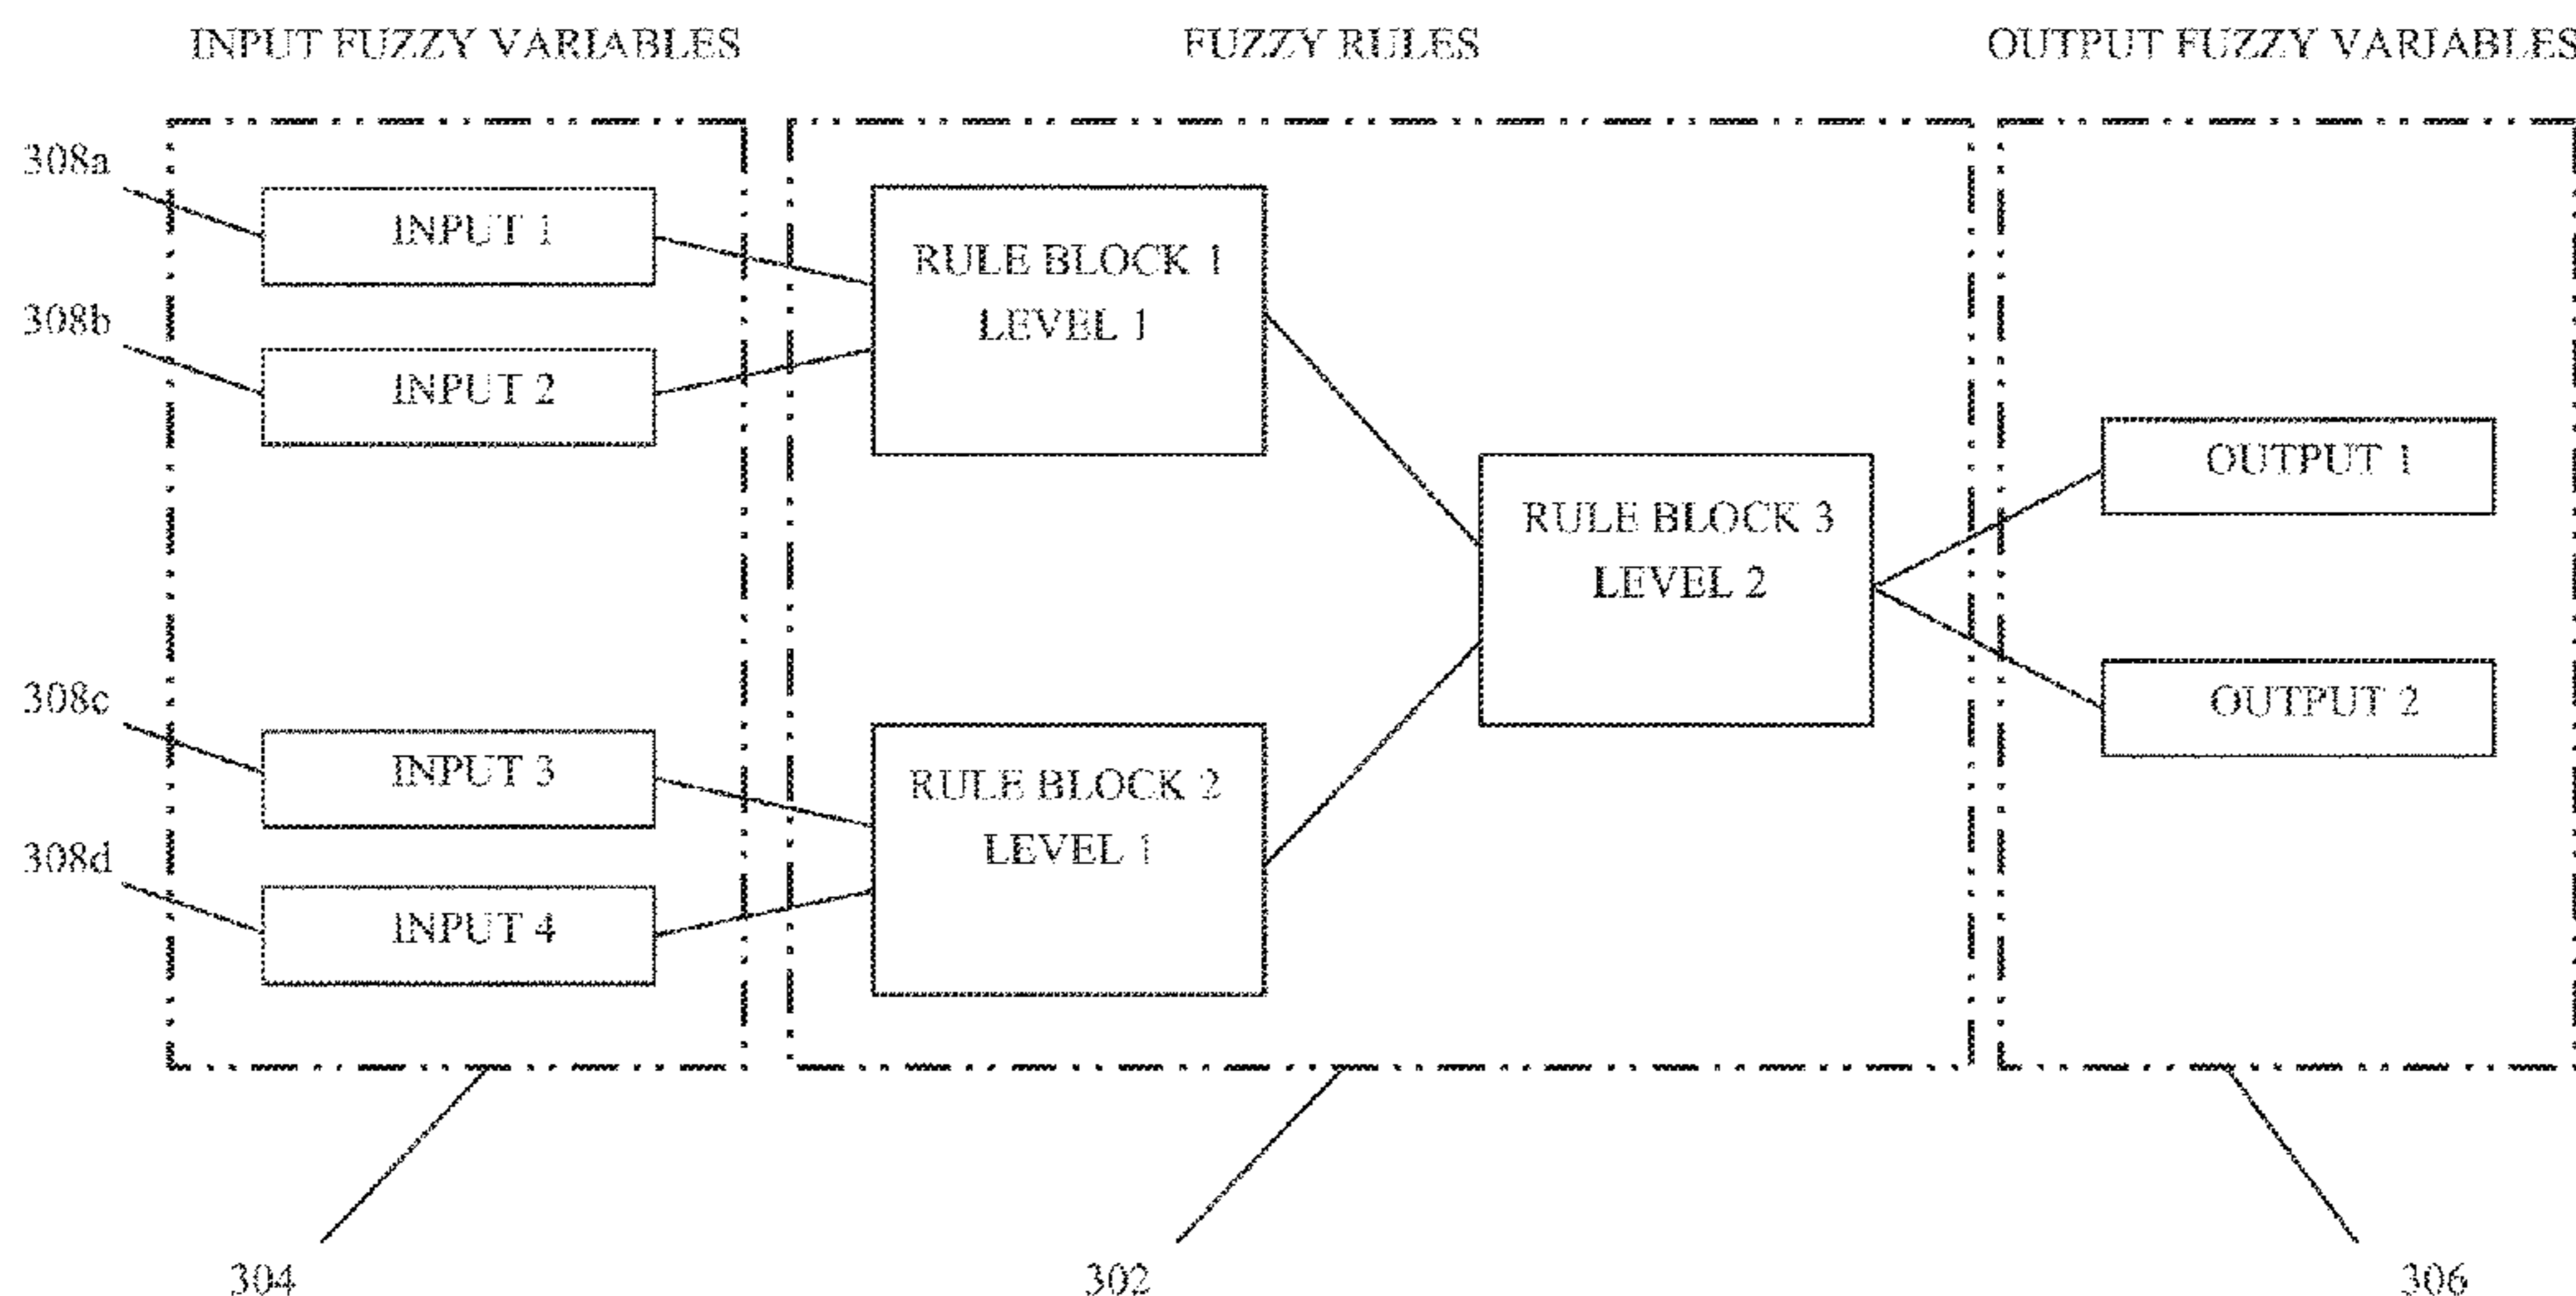 INPUT FUZZY VARIABLES
FUZZY RULES
OUTPUT FUZZY VARIABLES
308a
INPUT 1
308b
INPUT 2
308c
INPUT 3
308d
INPUT 4
RULE BLOCK 1
LEVEL 1
RULE BLOCK 2
LEVEL 1
RULE BLOCK 3
LEVEL 2
OUTPUT 1
OUTPUT 2
304
302
306